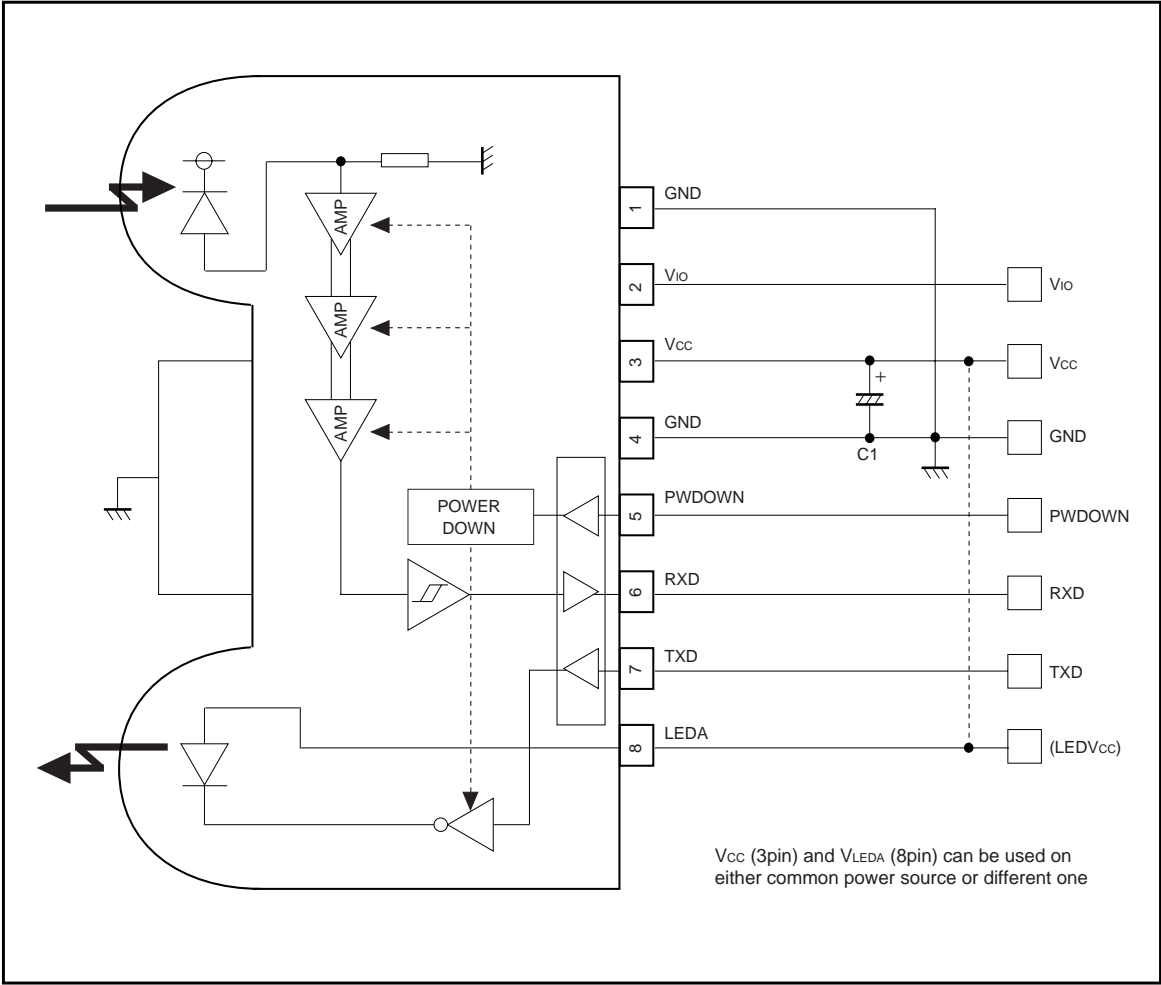 AMP
AMP
AMP
POWER
DOWN
1
GND
2
VIO
VIO
3
VCC
VCC
+
4
GND
C1
GND
5
PWDOWN
PWDOWN
6
RXD
RXD
7
TXD
TXD
8
LEDA
(LEDVCC)
VCC (3pin) and VLEDA (8pin) can be used on
either common power source or different one